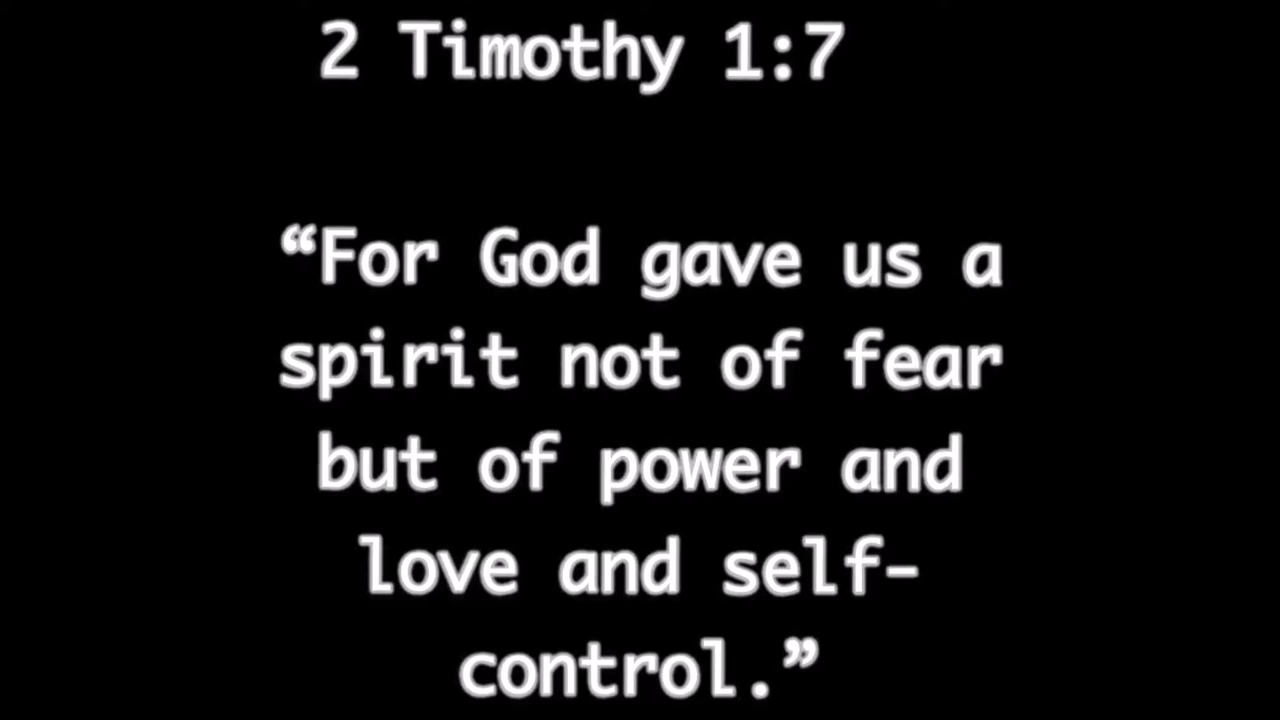 2 Timothy 1:7
“For God gave us a
spirit not of fear
but of power and
love and self-
control.”